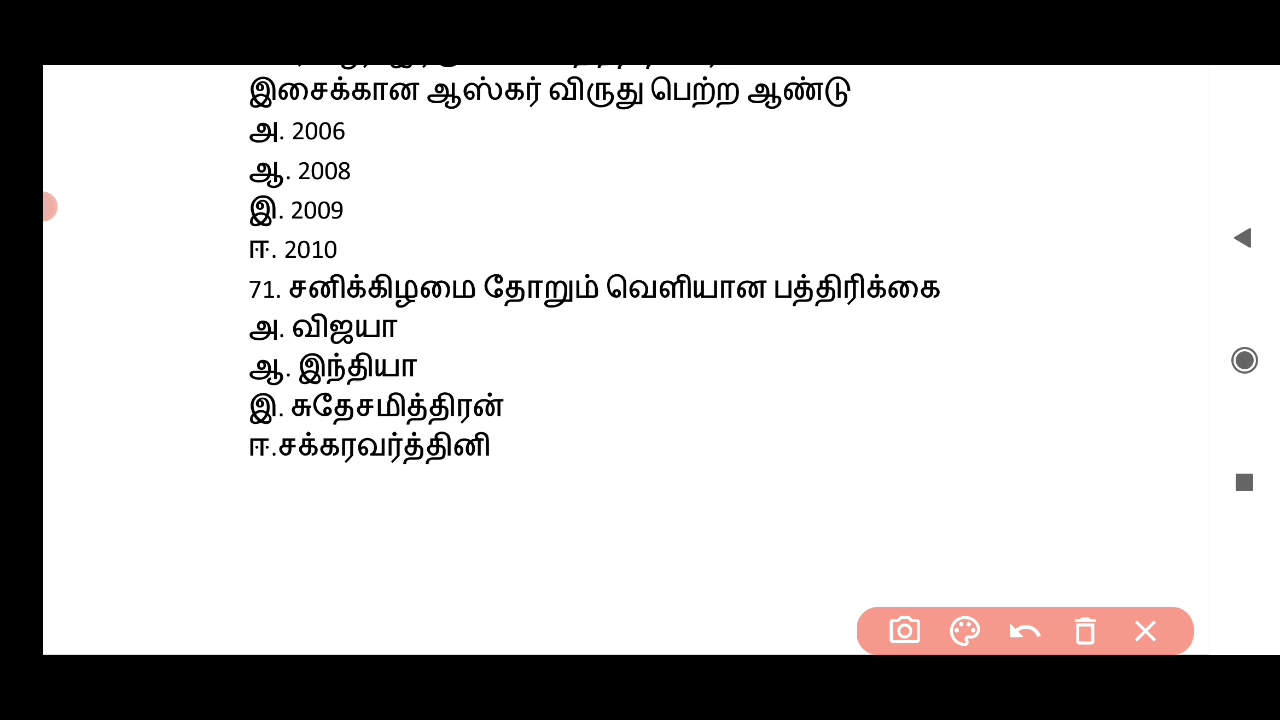 இசைக்கான ஆஸ்கர் விருது பெற்ற ஆண்டு
அ. 2006
ஆ. 2008
இ. 2009
ஈ. 2010
71. சனிக்கிழமை தோறும் வெளியான பத்திரிக்கை
அ. விஜயா
ஆ. இந்தியா
இ. சுதேசமித்திரன்
ஈ.சக்கரவர்த்தினி